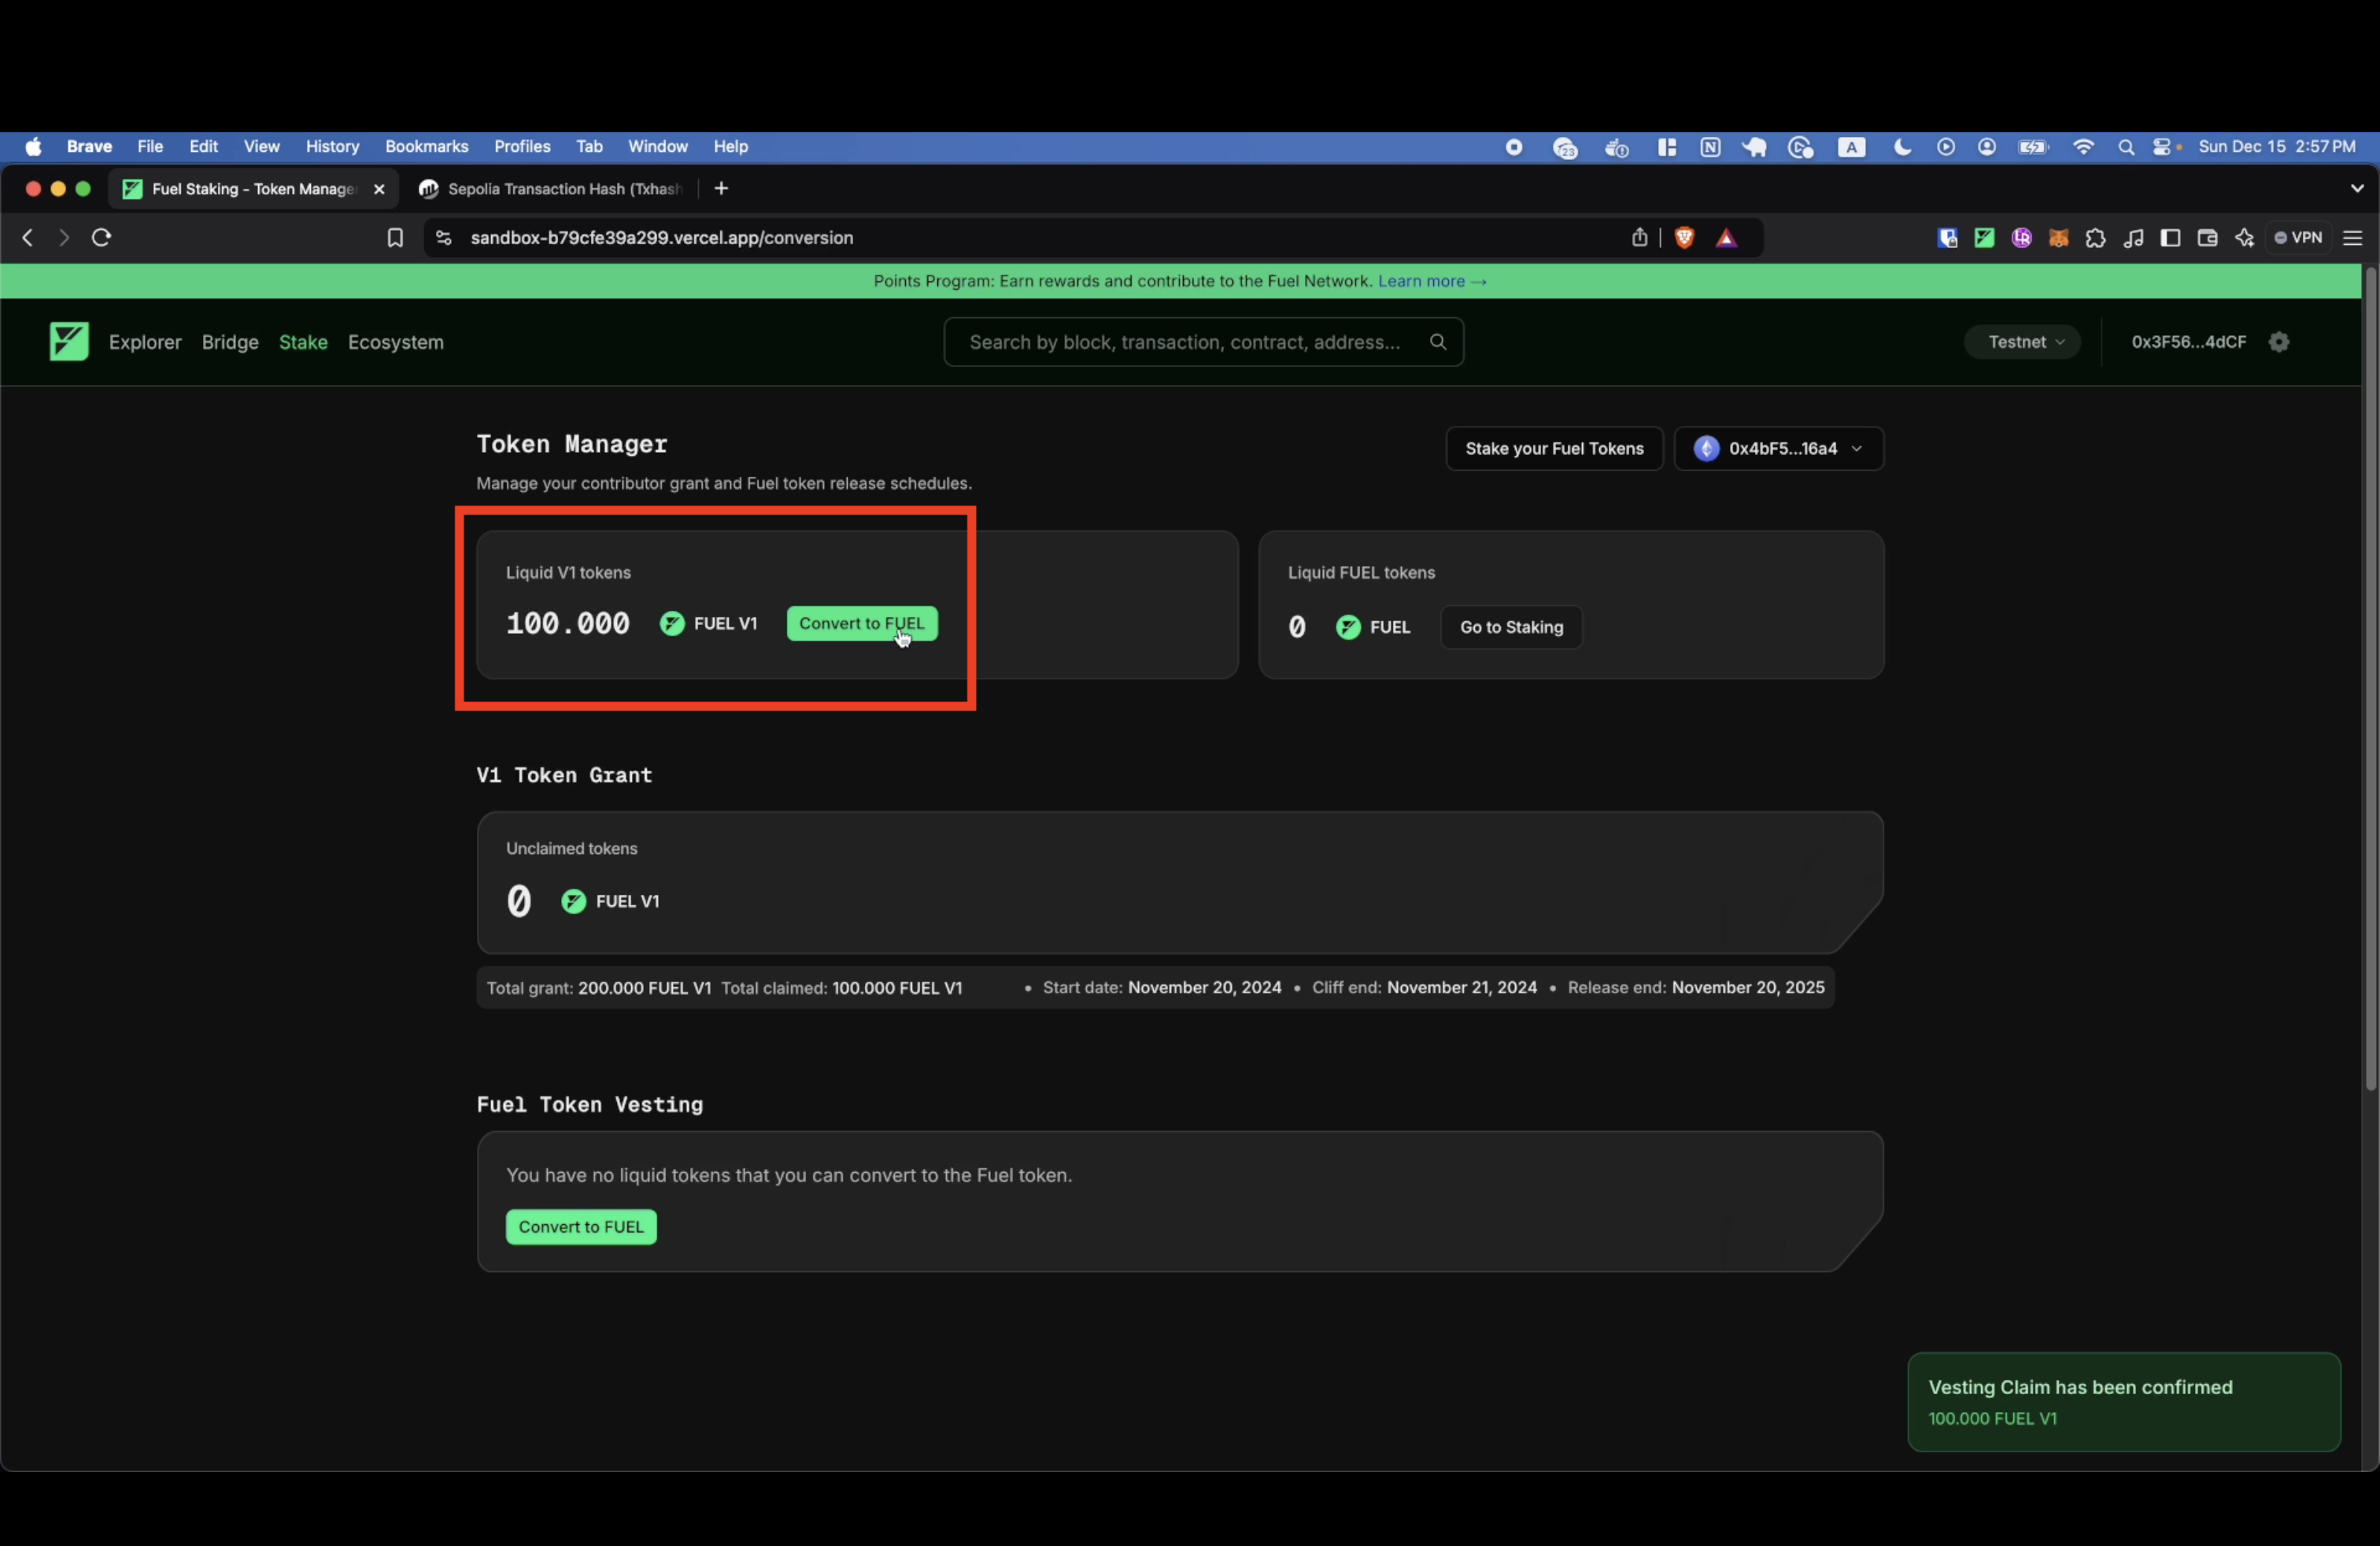 Brave File Edit View History Bookmarks Profiles Tab Window Help 23 N A Sun Dec 15 2:57 PM
Fuel Staking - Token Manage Sepolia Transaction Hash (Txhash
sandbox-b79cfe39a299.vercel.app/conversion VPN
Points Program: Earn rewards and contribute to the Fuel Network. Learn more →
Explorer Bridge Stake Ecosystem Search by block, transaction, contract, address... Testnet 0x3F56...4dCF
Token Manager Stake your Fuel Tokens 0x4bF5...16a4
Manage your contributor grant and Fuel token release schedules.
Liquid V1 tokens
100.000 FUEL V1 Convert to FUEL
Liquid FUEL tokens
0 FUEL Go to Staking
V1 Token Grant
Unclaimed tokens
0 FUEL V1
Total grant: 200.000 FUEL V1 Total claimed: 100.000 FUEL V1 • Start date: November 20, 2024 • Cliff end: November 21, 2024 • Release end: November 20, 2025
Fuel Token Vesting
You have no liquid tokens that you can convert to the Fuel token.
Convert to FUEL
Vesting Claim has been confirmed
100.000 FUEL V1